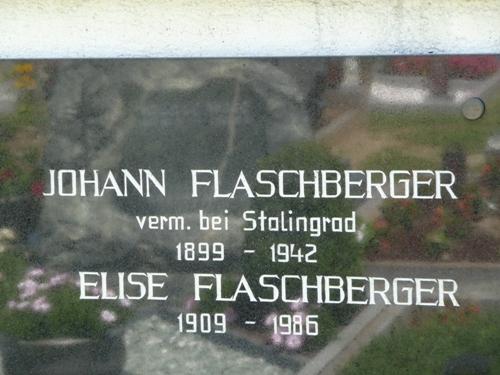 JOHANN FLASCHBERGER
verm. bei Stalingrad
1899 - 1942
ELISE FLASCHBERGER
1909 - 1986